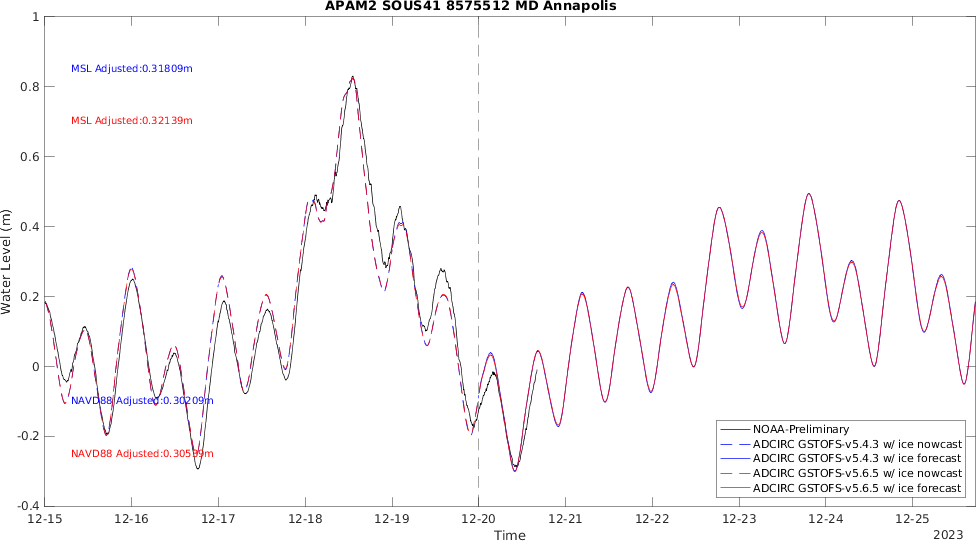 APAM2 SOUS41 8575512 MD Annapolis
1
0.8
0.6
0.4
0.2
0
-0.2
-0.4
Water Level (m)
MSL Adjusted:0.31809m
MSL Adjusted:0.32139m
NAVD88 Adjusted:0.30209m
NAVD88 Adjusted:0.30539m
NOAA-Preliminary
ADCIRC GSTOFS-v5.4.3 w/ ice nowcast
ADCIRC GSTOFS-v5.4.3 w/ ice forecast
ADCIRC GSTOFS-v5.6.5 w/ ice nowcast
ADCIRC GSTOFS-v5.6.5 w/ ice forecast
12-15 12-16 12-17 12-18 12-19 12-20 12-21 12-22 12-23 12-24 12-25
Time
2023